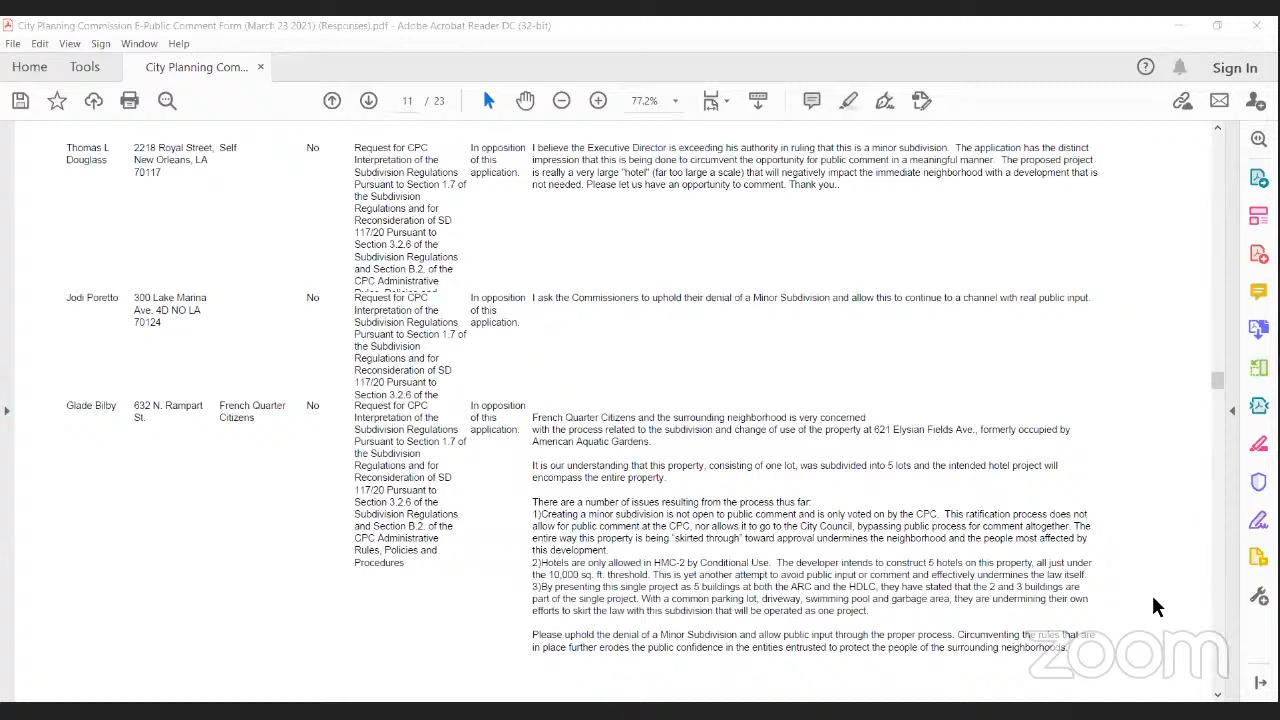 City Planning Commission E-Public Comment Form (March 23 2021) (Responses).pdf - Adobe Acrobat Reader DC (32-bit)
File Edit View Sign Window Help
Home Tools City Planning Com... × Sign In
11 / 23 77.2%
Thomas L
Douglass
2218 Royal Street,
New Orleans, LA
70117
Self
No
Request for CPC
Interpretation of the
Subdivision Regulations
Pursuant to Section 1.7 of
the Subdivision
Regulations and for
Reconsideration of SD
117/20 Pursuant to
Section 3.2.6 of the
Subdivision Regulations
and Section B.2. of the
CPC Administrative
Rules, Policies and
In opposition
of this
application.
I believe the Executive Director is exceeding his authority in ruling that this is a minor subdivision. The application has the distinct
impression that this is being done to circumvent the opportunity for public comment in a meaningful manner. The proposed project
is really a very large "hotel" (far too large a scale) that will negatively impact the immediate neighborhood with a development that is
not needed. Please let us have an opportunity to comment. Thank you..
Jodi Poretto
300 Lake Marina
Ave. 4D NO LA
70124
No
Request for CPC
Interpretation of the
Subdivision Regulations
Pursuant to Section 1.7 of
the Subdivision
Regulations and for
Reconsideration of SD
117/20 Pursuant to
Section 3.2.6 of the
In opposition
of this
application.
I ask the Commissioners to uphold their denial of a Minor Subdivision and allow this to continue to a channel with real public input.
Glade Bilby
632 N. Rampart
St.
French Quarter
Citizens
No
Request for CPC
Interpretation of the
Subdivision Regulations
Pursuant to Section 1.7 of
the Subdivision
Regulations and for
Reconsideration of SD
117/20 Pursuant to
Section 3.2.6 of the
Subdivision Regulations
and Section B.2. of the
CPC Administrative
Rules, Policies and
Procedures
In opposition
of this
application.
French Quarter Citizens and the surrounding neighborhood is very concerned
with the process related to the subdivision and change of use of the property at 621 Elysian Fields Ave., formerly occupied by
American Aquatic Gardens.
It is our understanding that this property, consisting of one lot, was subdivided into 5 lots and the intended hotel project will
encompass the entire property.
There are a number of issues resulting from the process thus far:
1)Creating a minor subdivision is not open to public comment and is only voted on by the CPC. This ratification process does not
allow for public comment at the CPC, nor allows it to go to the City Council, bypassing public process for comment altogether. The
entire way this property is being "skirted through" toward approval undermines the neighborhood and the people most affected by
this development.
2)Hotels are only allowed in HMC-2 by Conditional Use. The developer intends to construct 5 hotels on this property, all just under
the 10,000 sq. ft. threshold. This is yet another attempt to avoid public input or comment and effectively undermines the law itself.
3)By presenting this single project as 5 buildings at both the ARC and the HDLC, they have stated that the 2 and 3 buildings are
part of the single project. With a common parking lot, driveway, swimming pool and garbage area, they are undermining their own
efforts to skirt the law with this subdivision that will be operated as one project.
Please uphold the denial of a Minor Subdivision and allow public input through the proper process. Circumventing the rules that are
in place further erodes the public confidence in the entities entrusted to protect the people of the surrounding neighborhoods.
zoom